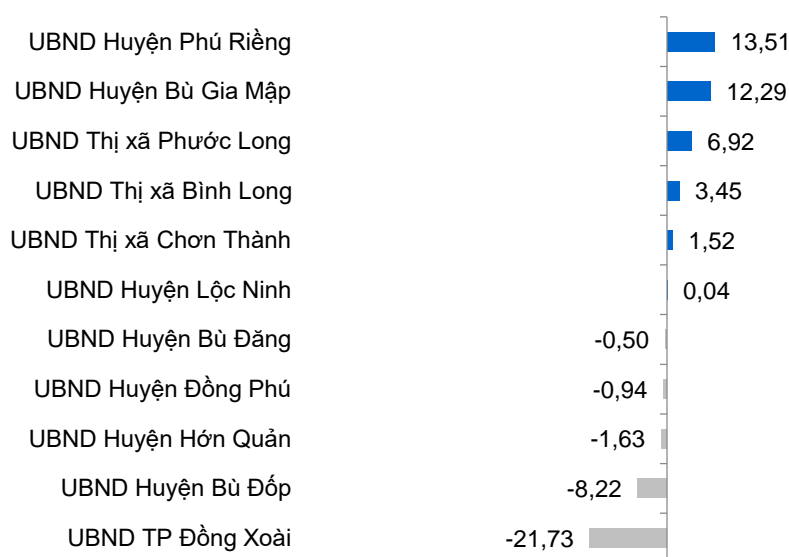 UBND Huyện Phú Riềng 13,51
UBND Huyện Bù Gia Mập 12,29
UBND Thị xã Phước Long 6,92
UBND Thị xã Bình Long 3,45
UBND Thị xã Chơn Thành 1,52
UBND Huyện Lộc Ninh 0,04
UBND Huyện Bù Đăng -0,50
UBND Huyện Đồng Phú -0,94
UBND Huyện Hớn Quản -1,63
UBND Huyện Bù Đốp -8,22
UBND TP Đồng Xoài -21,73